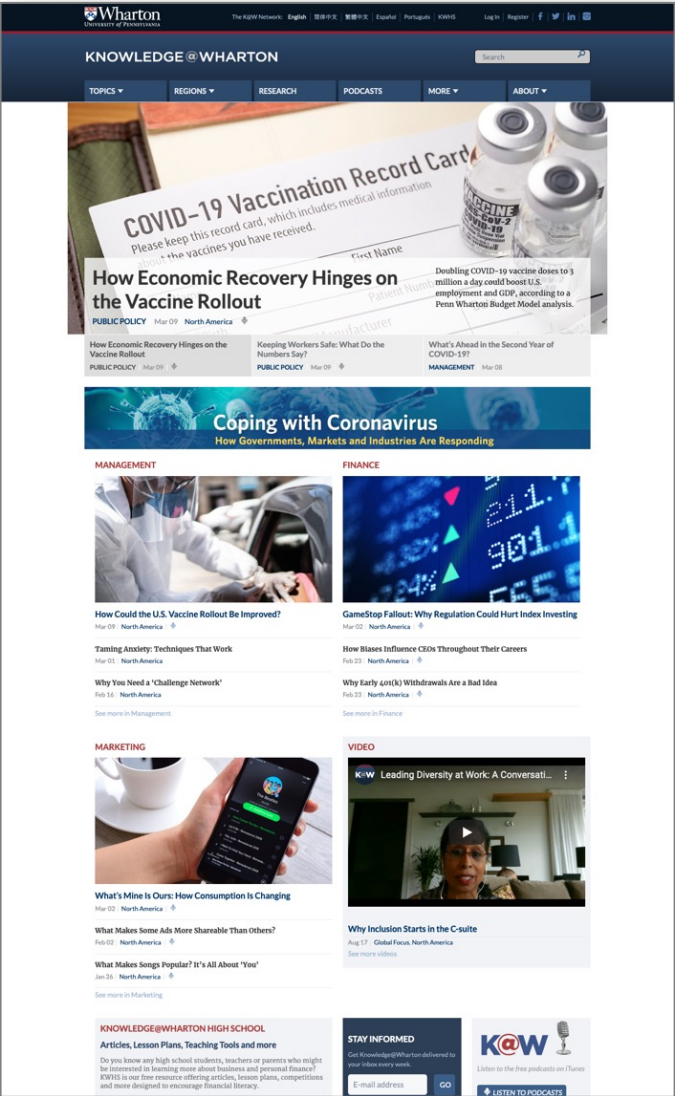 Wharton
UNIVERSITY of PENNSYLVANIA
The K@W Network: English 简体中文 繁體中文 Español Português KWHS
Log In Register
KNOWLEDGE@WHARTON
Search
TOPICS
REGIONS
RESEARCH
PODCASTS
MORE
ABOUT
COVID-19 Vaccination Record Card
Please keep this record card, which includes medical information
about the vaccines you have received.
First Name
How Economic Recovery Hinges on
the Vaccine Rollout
PUBLIC POLICY Mar 09 North America
Doubling COVID-19 vaccine doses to 3
million a day could boost U.S.
employment and GDP, according to a
Penn Wharton Budget Model analysis.
How Economic Recovery Hinges on the
Vaccine Rollout
PUBLIC POLICY Mar 09
Keeping Workers Safe: What Do the
Numbers Say?
PUBLIC POLICY Mar 09
What's Ahead in the Second Year of
COVID-19?
MANAGEMENT Mar 08
Coping with Coronavirus
How Governments, Markets and Industries Are Responding
MANAGEMENT
How Could the U.S. Vaccine Rollout Be Improved?
Mar 09 North America
Taming Anxiety: Techniques That Work
Mar 01 North America
Why You Need a 'Challenge Network'
Feb 16 North America
See more in Management
FINANCE
GameStop Fallout: Why Regulation Could Hurt Index Investing
Mar 02 North America
How Biases Influence CEOs Throughout Their Careers
Feb 23 North America
Why Early 401(k) Withdrawals Are a Bad Idea
Feb 23 North America
See more in Finance
MARKETING
What's Mine Is Ours: How Consumption Is Changing
Mar 02 North America
What Makes Some Ads More Shareable Than Others?
Feb 02 North America
What Makes Songs Popular? It's All About 'You'
Jan 26 North America
See more in Marketing
VIDEO
K@W Leading Diversity at Work: A Conversati...
Why Inclusion Starts in the C-suite
Aug 17 Global Focus, North America
See more videos
KNOWLEDGE@WHARTON HIGH SCHOOL
Articles, Lesson Plans, Teaching Tools and more
Do you know any high school students, teachers or parents who might
be interested in learning more about business and personal finance?
KWHS is our free resource offering articles, lesson plans, competitions
and more designed to encourage financial literacy.
STAY INFORMED
Get Knowledge@Wharton delivered to
your inbox every week.
E-mail address
GO
K@W
Listen to the free podcasts on iTunes
LISTEN TO PODCASTS